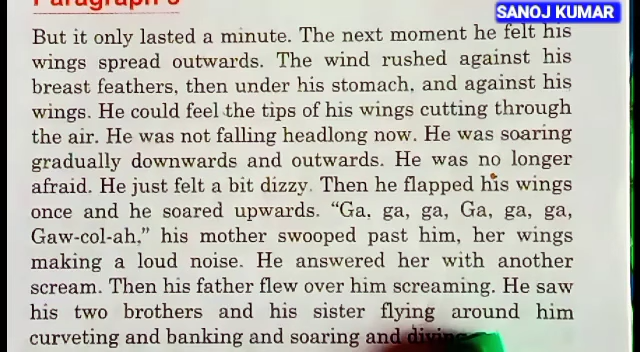 Paragraph
SANOJ KUMAR
But it only lasted a minute. The next moment he felt his
wings spread outwards. The wind rushed against his
breast feathers, then under his stomach, and against his
wings. He could feel the tips of his wings cutting through
the air. He was not falling headlong now. He was soaring
gradually downwards and outwards. He was no longer
afraid. He just felt a bit dizzy. Then he flapped his wings
once and he soared upwards. “Ga, ga, ga, Ga, ga, ga,
Gaw-col-ah,” his mother swooped past him, her wings
making a loud noise. He answered her with another
scream. Then his father flew over him screaming. He saw
his two brothers and his sister flying around him
curveting and banking and soaring and diving